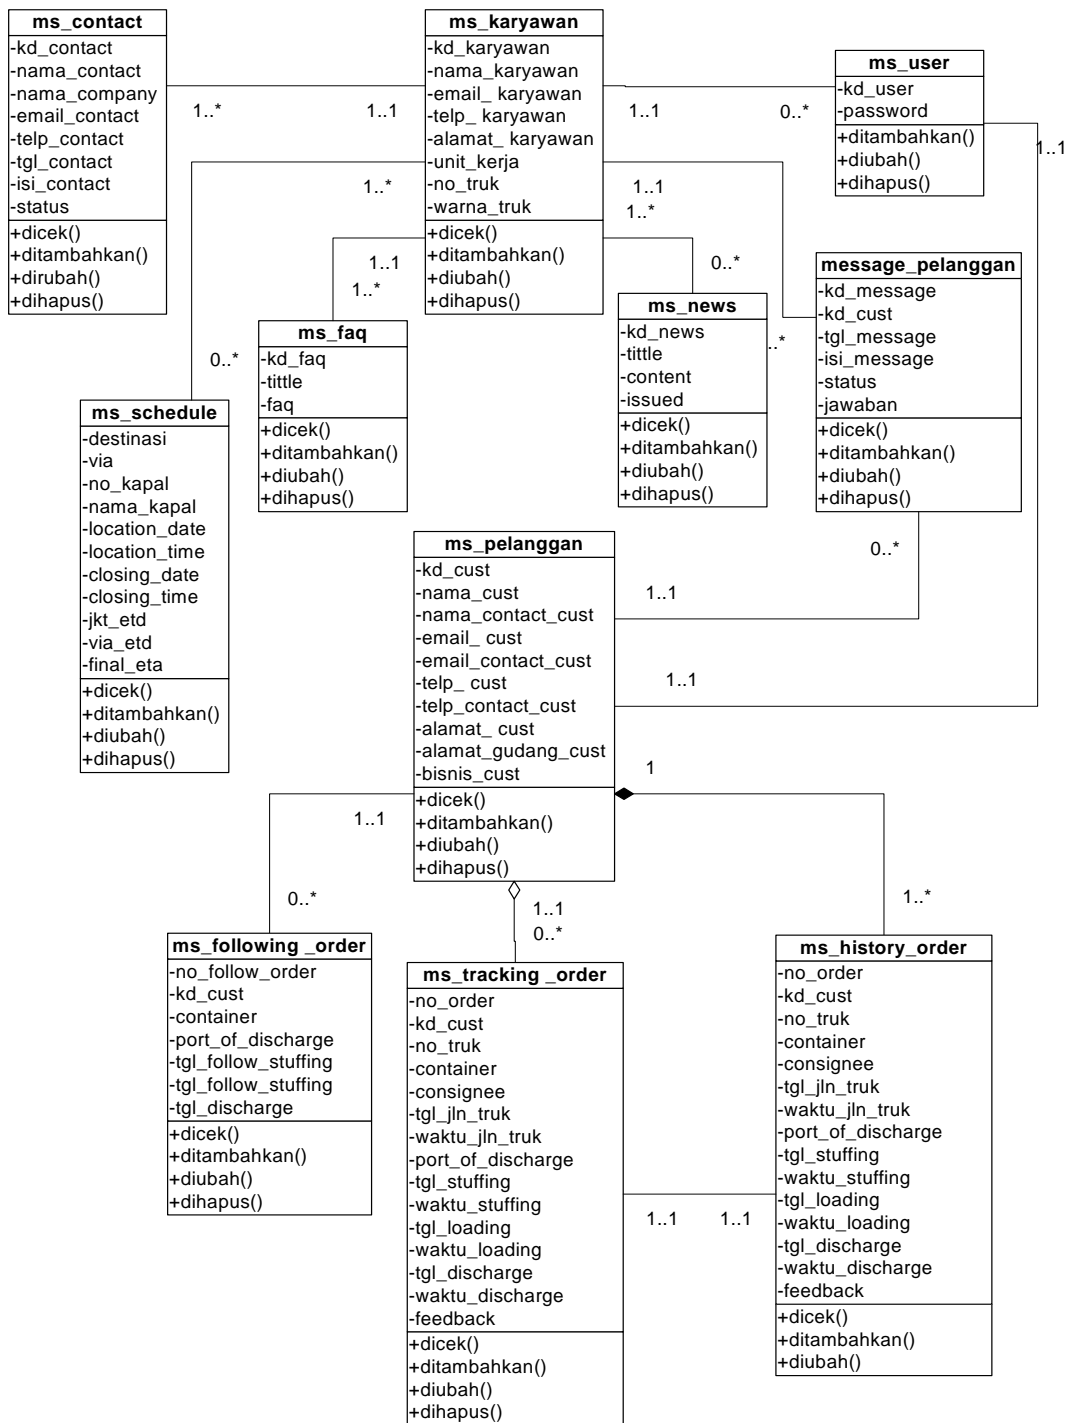 ms_contact
-kd_contact
-nama_contact
-nama_company
-email_contact
-telp_contact
-tgl_contact
-isi_contact
-status
+dicek()
+ditambahkan()
+dirubah()
+dihapus()
ms_karyawan
-kd_karyawan
-nama_karyawan
-email_ karyawan
-telp_ karyawan
-alamat_ karyawan
-unit_kerja
-no_truk
-warna_truk
+dicek()
+ditambahkan()
+diubah()
+dihapus()
ms_user
-kd_user
-password
+ditambahkan()
+diubah()
+dihapus()
1..*
1..1
1..1
0..*
1..1
1..*
1..1
1..*
1..1
1..*
0..*
0..*
..*
ms_faq
-kd_faq
-tittle
-faq
+dicek()
+ditambahkan()
+diubah()
+dihapus()
ms_news
-kd_news
-tittle
-content
-issued
+dicek()
+ditambahkan()
+diubah()
+dihapus()
message_pelanggan
-kd_message
-kd_cust
-tgl_message
-isi_message
-status
-jawaban
+dicek()
+ditambahkan()
+diubah()
+dihapus()
ms_schedule
-destinasi
-via
-no_kapal
-nama_kapal
-location_date
-location_time
-closing_date
-closing_time
-jkt_etd
-via_etd
-final_eta
+dicek()
+ditambahkan()
+diubah()
+dihapus()
ms_pelanggan
-kd_cust
-nama_cust
-nama_contact_cust
-email_ cust
-email_contact_cust
-telp_ cust
-telp_contact_cust
-alamat_ cust
-alamat_gudang_cust
-bisnis_cust
+dicek()
+ditambahkan()
+diubah()
+dihapus()
0..*
1..1
1..1
1
1..1
0..*
1..1
0..*
1..*
ms_following _order
-no_follow_order
-kd_cust
-container
-port_of_discharge
-tgl_follow_stuffing
-tgl_follow_stuffing
-tgl_discharge
+dicek()
+ditambahkan()
+diubah()
+dihapus()
ms_tracking _order
-no_order
-kd_cust
-no_truk
-container
-consignee
-tgl_jln_truk
-waktu_jln_truk
-port_of_discharge
-tgl_stuffing
-waktu_stuffing
-tgl_loading
-waktu_loading
-tgl_discharge
-waktu_discharge
-feedback
+dicek()
+ditambahkan()
+diubah()
+dihapus()
1..1
1..1
ms_history_order
-no_order
-kd_cust
-no_truk
-container
-consignee
-tgl_jln_truk
-waktu_jln_truk
-port_of_discharge
-tgl_stuffing
-waktu_stuffing
-tgl_loading
-waktu_loading
-tgl_discharge
-waktu_discharge
-feedback
+dicek()
+ditambahkan()
+diubah()